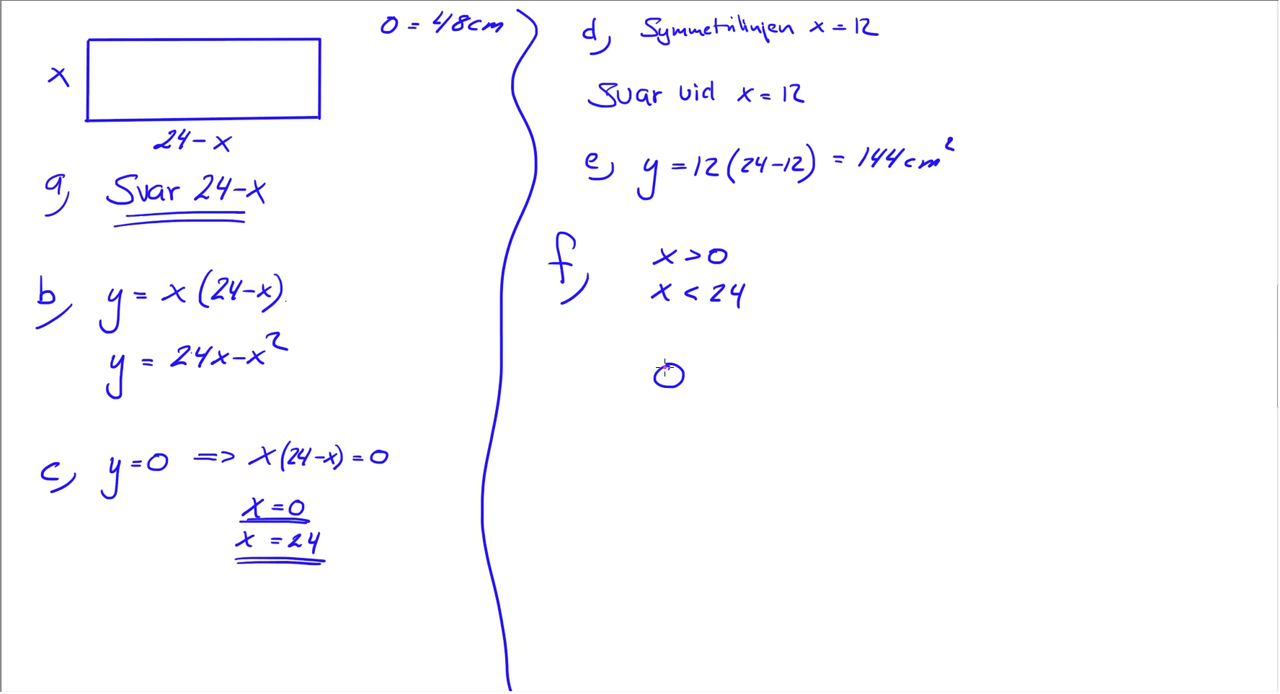 O = 48cm
x
24-x
a) Svar 24-x
b) y = x(24-x)
y = 24x-x²
c) y=0 => x(24-x)=0
x=0
x=24
d) Symmetrilinjen x=12
Svar vid x=12
e) y=12(24-12) = 144cm²
f) x>0
x<24
0